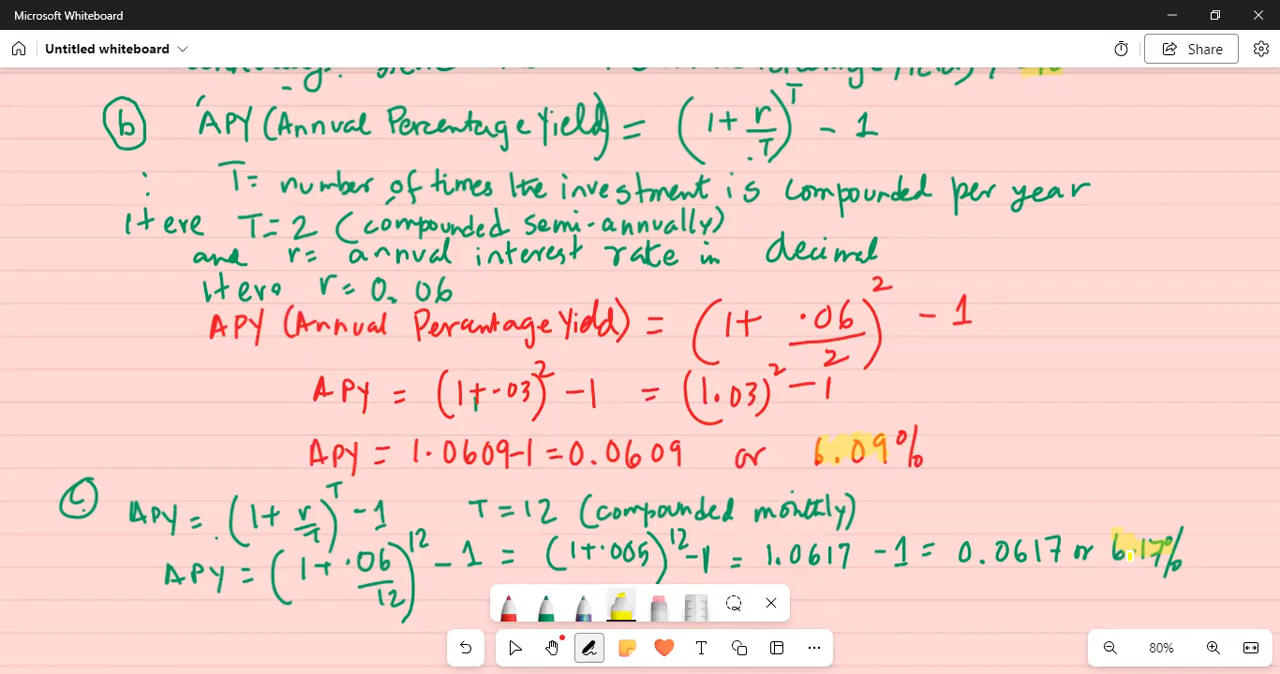 Microsoft Whiteboard
Untitled whiteboard
Share
(b) APY (Annual Percentage Yield) = (1 + r/T)^T - 1
: T = number of times the investment is compounded per year
Here T = 2 (compounded semi-annually)
and r = annual interest rate in decimal
Here r = 0.06
APY (Annual Percentage Yield) = (1 + .06/2)^2 - 1
APY = (1 + .03)^2 - 1 = (1.03)^2 - 1
APY = 1.0609 - 1 = 0.0609 or 6.09%
(c) APY = (1 + r/T)^T - 1 T = 12 (compounded monthly)
APY = (1 + .06/12)^12 - 1 = (1 + .005)^12 - 1 = 1.0617 - 1 = 0.0617 or 6.17%
80%